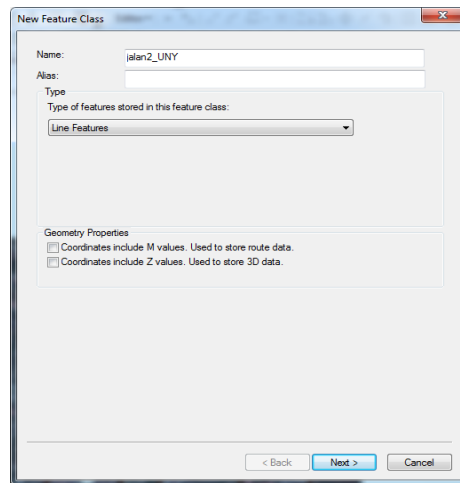 New Feature Class
Name:
jalan2_UNY
Alias:
Type
Type of features stored in this feature class:
Line Features
Geometry Properties
Coordinates include M values. Used to store route data.
Coordinates include Z values. Used to store 3D data.
< Back
Next >
Cancel